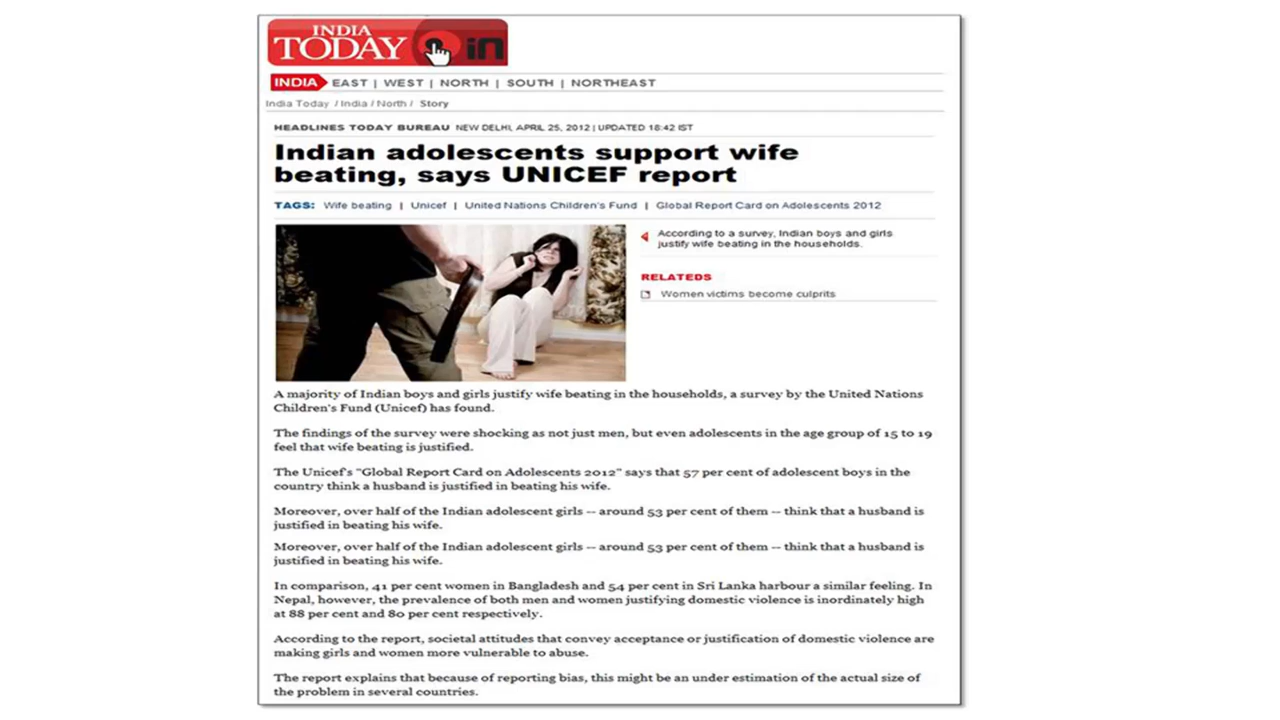 INDIA
TODAY in
INDIA EAST | WEST | NORTH | SOUTH | NORTHEAST
India Today / India / North / Story
HEADLINES TODAY BUREAU NEW DELHI, APRIL 25, 2012 | UPDATED 18:42 IST
Indian adolescents support wife
beating, says UNICEF report
TAGS: Wife beating | Unicef | United Nations Children's Fund | Global Report Card on Adolescents 2012
According to a survey, Indian boys and girls
justify wife beating in the households.
RELATEDS
Women victims become culprits
A majority of Indian boys and girls justify wife beating in the households, a survey by the United Nations
Children's Fund (Unicef) has found.
The findings of the survey were shocking as not just men, but even adolescents in the age group of 15 to 19
feel that wife beating is justified.
The Unicef's "Global Report Card on Adolescents 2012" says that 57 per cent of adolescent boys in the
country think a husband is justified in beating his wife.
Moreover, over half of the Indian adolescent girls -- around 53 per cent of them -- think that a husband is
justified in beating his wife.
Moreover, over half of the Indian adolescent girls -- around 53 per cent of them -- think that a husband is
justified in beating his wife.
In comparison, 41 per cent women in Bangladesh and 54 per cent in Sri Lanka harbour a similar feeling. In
Nepal, however, the prevalence of both men and women justifying domestic violence is inordinately high
at 88 per cent and 80 per cent respectively.
According to the report, societal attitudes that convey acceptance or justification of domestic violence are
making girls and women more vulnerable to abuse.
The report explains that because of reporting bias, this might be an under estimation of the actual size of
the problem in several countries.